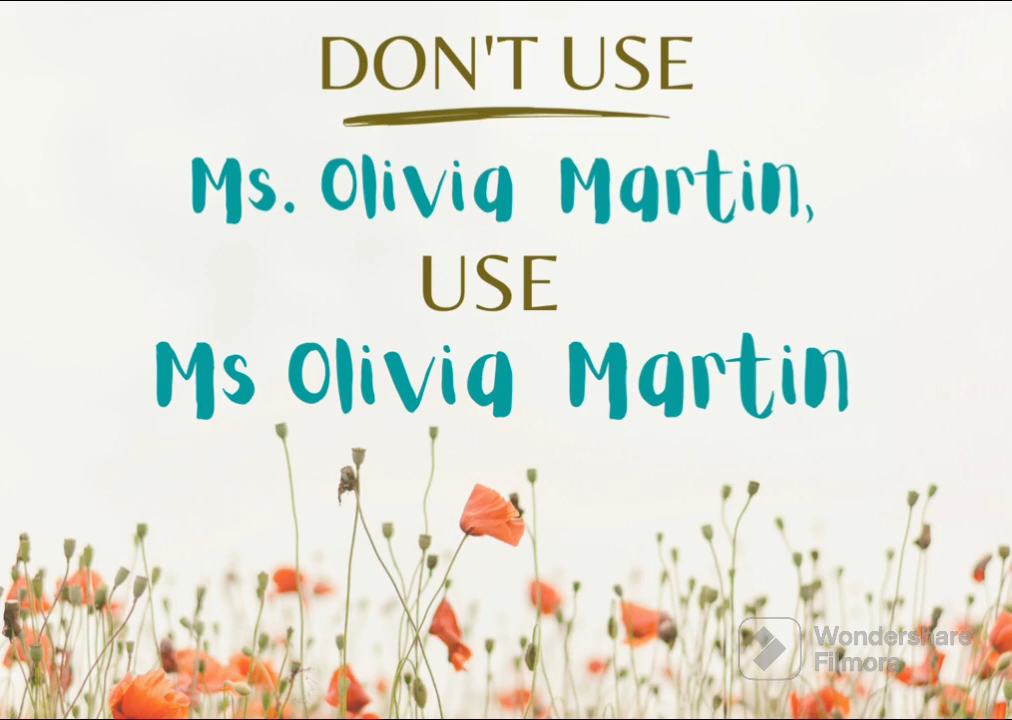 DON'T USE
Ms. Olivia Martin,
USE
Ms Olivia Martin
Wondershare
Filmora